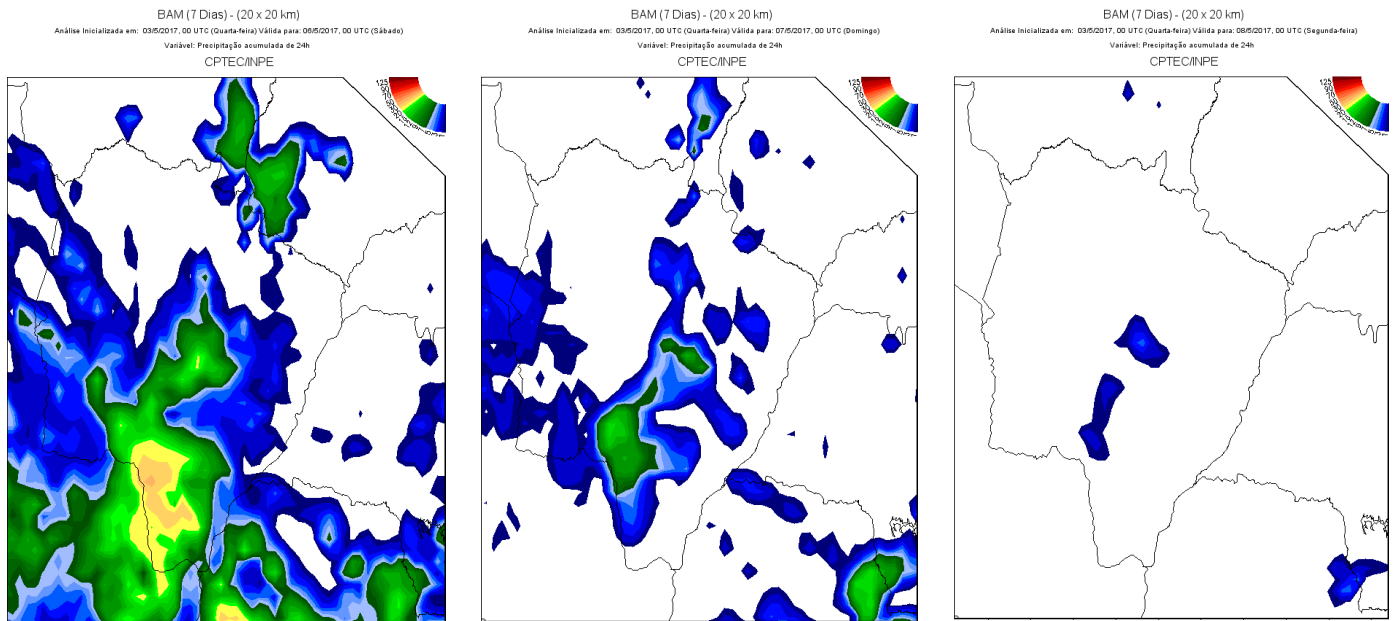 BAM (7 Dias) - (20 x 20 km)
Análise Inicializada em: 03/5/2017, 00 UTC (Quarta-feira) Válida para: 06/5/2017, 00 UTC (Sábado)
Variável: Precipitação acumulada de 24h
CPTEC/INPE
BAM (7 Dias) - (20 x 20 km)
Análise Inicializada em: 03/5/2017, 00 UTC (Quarta-feira) Válida para: 07/5/2017, 00 UTC (Domingo)
Variável: Precipitação acumulada de 24h
CPTEC/INPE
BAM (7 Dias) - (20 x 20 km)
Análise Inicializada em: 03/5/2017, 00 UTC (Quarta-feira) Válida para: 08/5/2017, 00 UTC (Segunda-feira)
Variável: Precipitação acumulada de 24h
CPTEC/INPE